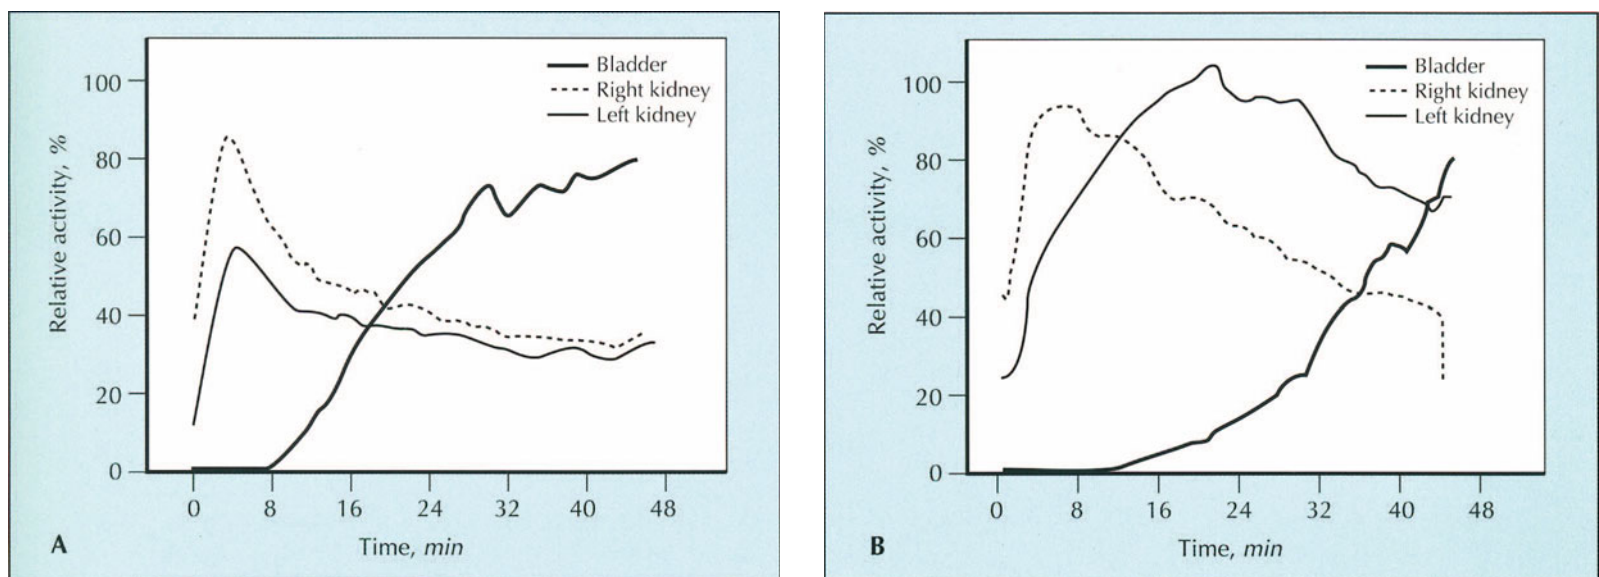 Bladder
Right kidney
Left kidney
Relative activity, %
100
80
60
40
20
0
0 8 16 24 32 40 48
Time, min
A
Bladder
Right kidney
Left kidney
Relative activity, %
100
80
60
40
20
0
0 8 16 24 32 40 48
Time, min
B